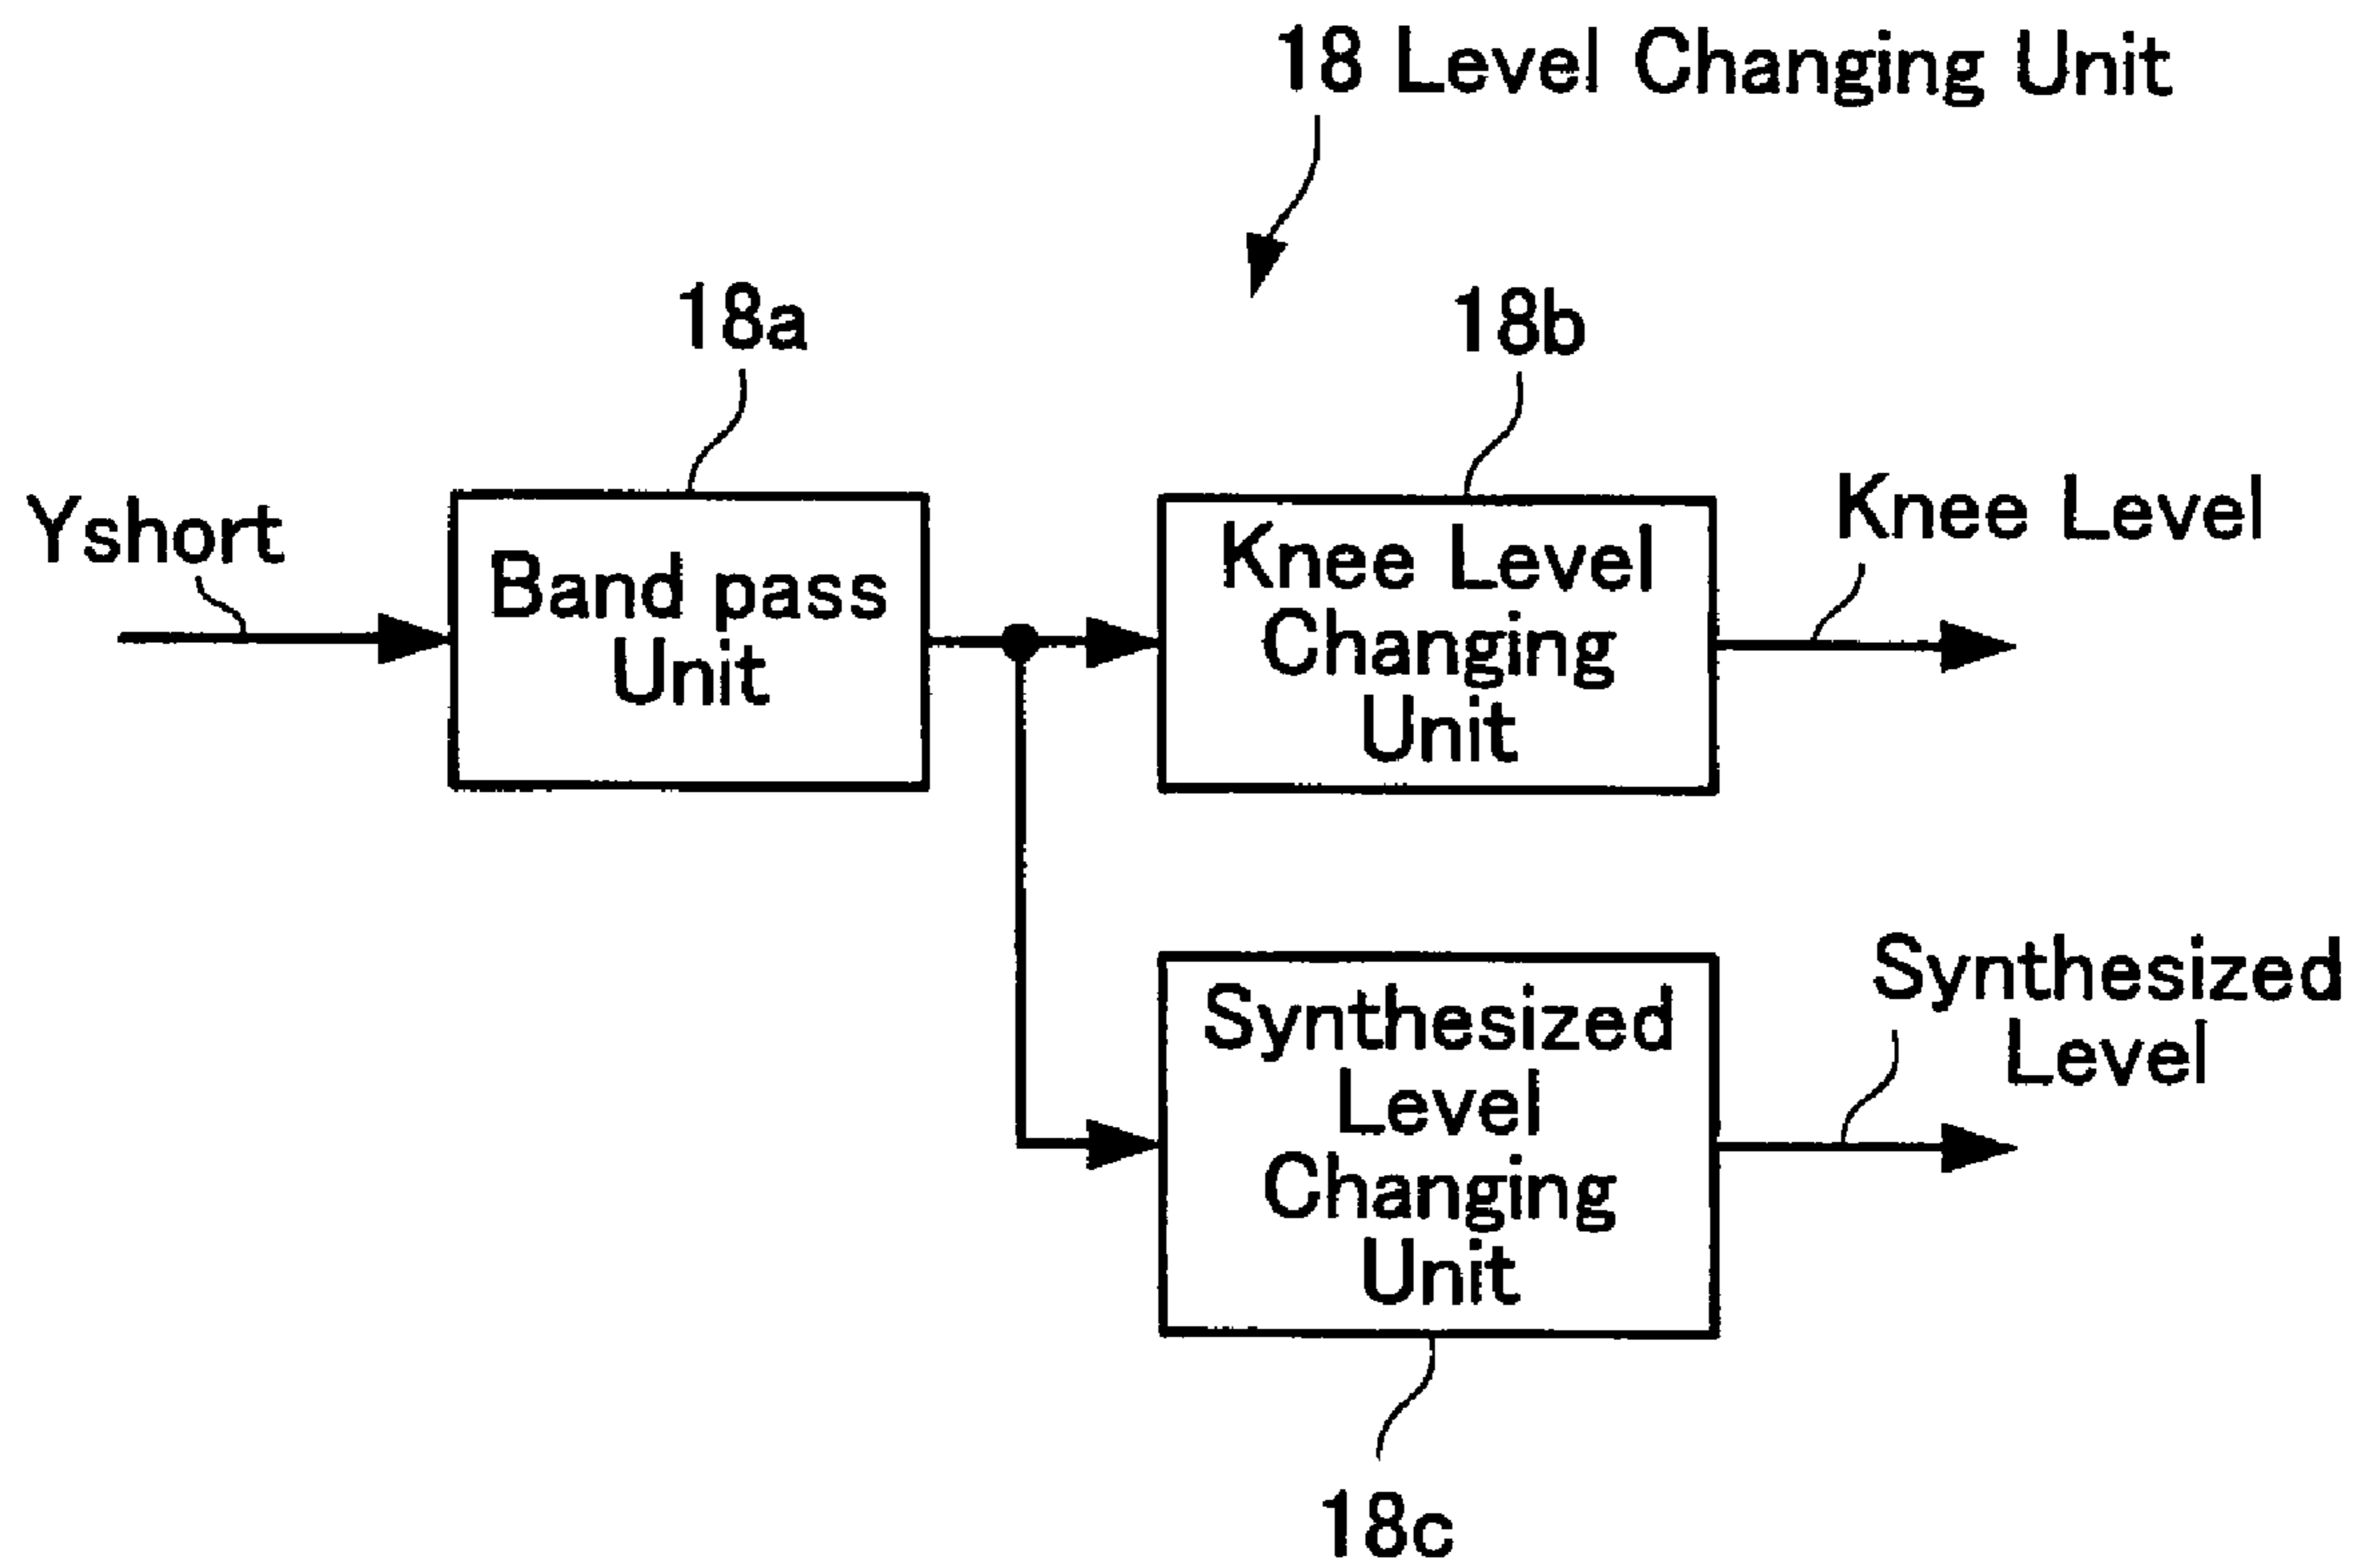 18 Level Changing Unit
18a
18b
Yshort
Band pass
Unit
Knee Level
Changing
Unit
Knee Level
Synthesized
Level
Changing
Unit
Synthesized
Level
18c